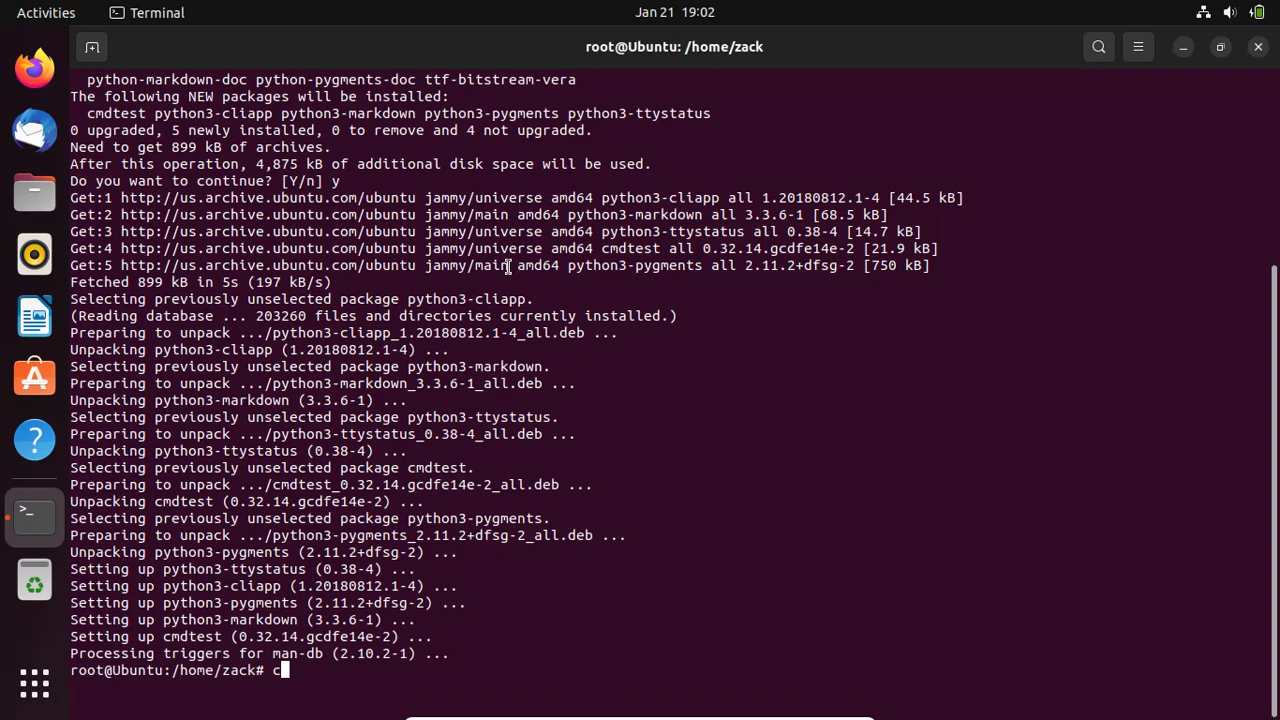 Activities
Terminal
Jan 21 19:02
root@Ubuntu: /home/zack
python-markdown-doc python-pygments-doc ttf-bitstream-vera
The following NEW packages will be installed:
cmdtest python3-cliapp python3-markdown python3-pygments python3-ttystatus
0 upgraded, 5 newly installed, 0 to remove and 4 not upgraded.
Need to get 899 kB of archives.
After this operation, 4,875 kB of additional disk space will be used.
Do you want to continue? [Y/n] y
Get:1 http://us.archive.ubuntu.com/ubuntu jammy/universe amd64 python3-cliapp all 1.20180812.1-4 [44.5 kB]
Get:2 http://us.archive.ubuntu.com/ubuntu jammy/main amd64 python3-markdown all 3.3.6-1 [68.5 kB]
Get:3 http://us.archive.ubuntu.com/ubuntu jammy/universe amd64 python3-ttystatus all 0.38-4 [14.7 kB]
Get:4 http://us.archive.ubuntu.com/ubuntu jammy/universe amd64 cmdtest all 0.32.14.gcdfe14e-2 [21.9 kB]
Get:5 http://us.archive.ubuntu.com/ubuntu jammy/main amd64 python3-pygments all 2.11.2+dfsg-2 [750 kB]
Fetched 899 kB in 5s (197 kB/s)
Selecting previously unselected package python3-cliapp.
(Reading database ... 203260 files and directories currently installed.)
Preparing to unpack .../python3-cliapp_1.20180812.1-4_all.deb ...
Unpacking python3-cliapp (1.20180812.1-4) ...
Selecting previously unselected package python3-markdown.
Preparing to unpack .../python3-markdown_3.3.6-1_all.deb ...
Unpacking python3-markdown (3.3.6-1) ...
Selecting previously unselected package python3-ttystatus.
Preparing to unpack .../python3-ttystatus_0.38-4_all.deb ...
Unpacking python3-ttystatus (0.38-4) ...
Selecting previously unselected package cmdtest.
Preparing to unpack .../cmdtest_0.32.14.gcdfe14e-2_all.deb ...
Unpacking cmdtest (0.32.14.gcdfe14e-2) ...
Selecting previously unselected package python3-pygments.
Preparing to unpack .../python3-pygments_2.11.2+dfsg-2_all.deb ...
Unpacking python3-pygments (2.11.2+dfsg-2) ...
Setting up python3-ttystatus (0.38-4) ...
Setting up python3-cliapp (1.20180812.1-4) ...
Setting up python3-pygments (2.11.2+dfsg-2) ...
Setting up python3-markdown (3.3.6-1) ...
Setting up cmdtest (0.32.14.gcdfe14e-2) ...
Processing triggers for man-db (2.10.2-1) ...
root@Ubuntu:/home/zack# c